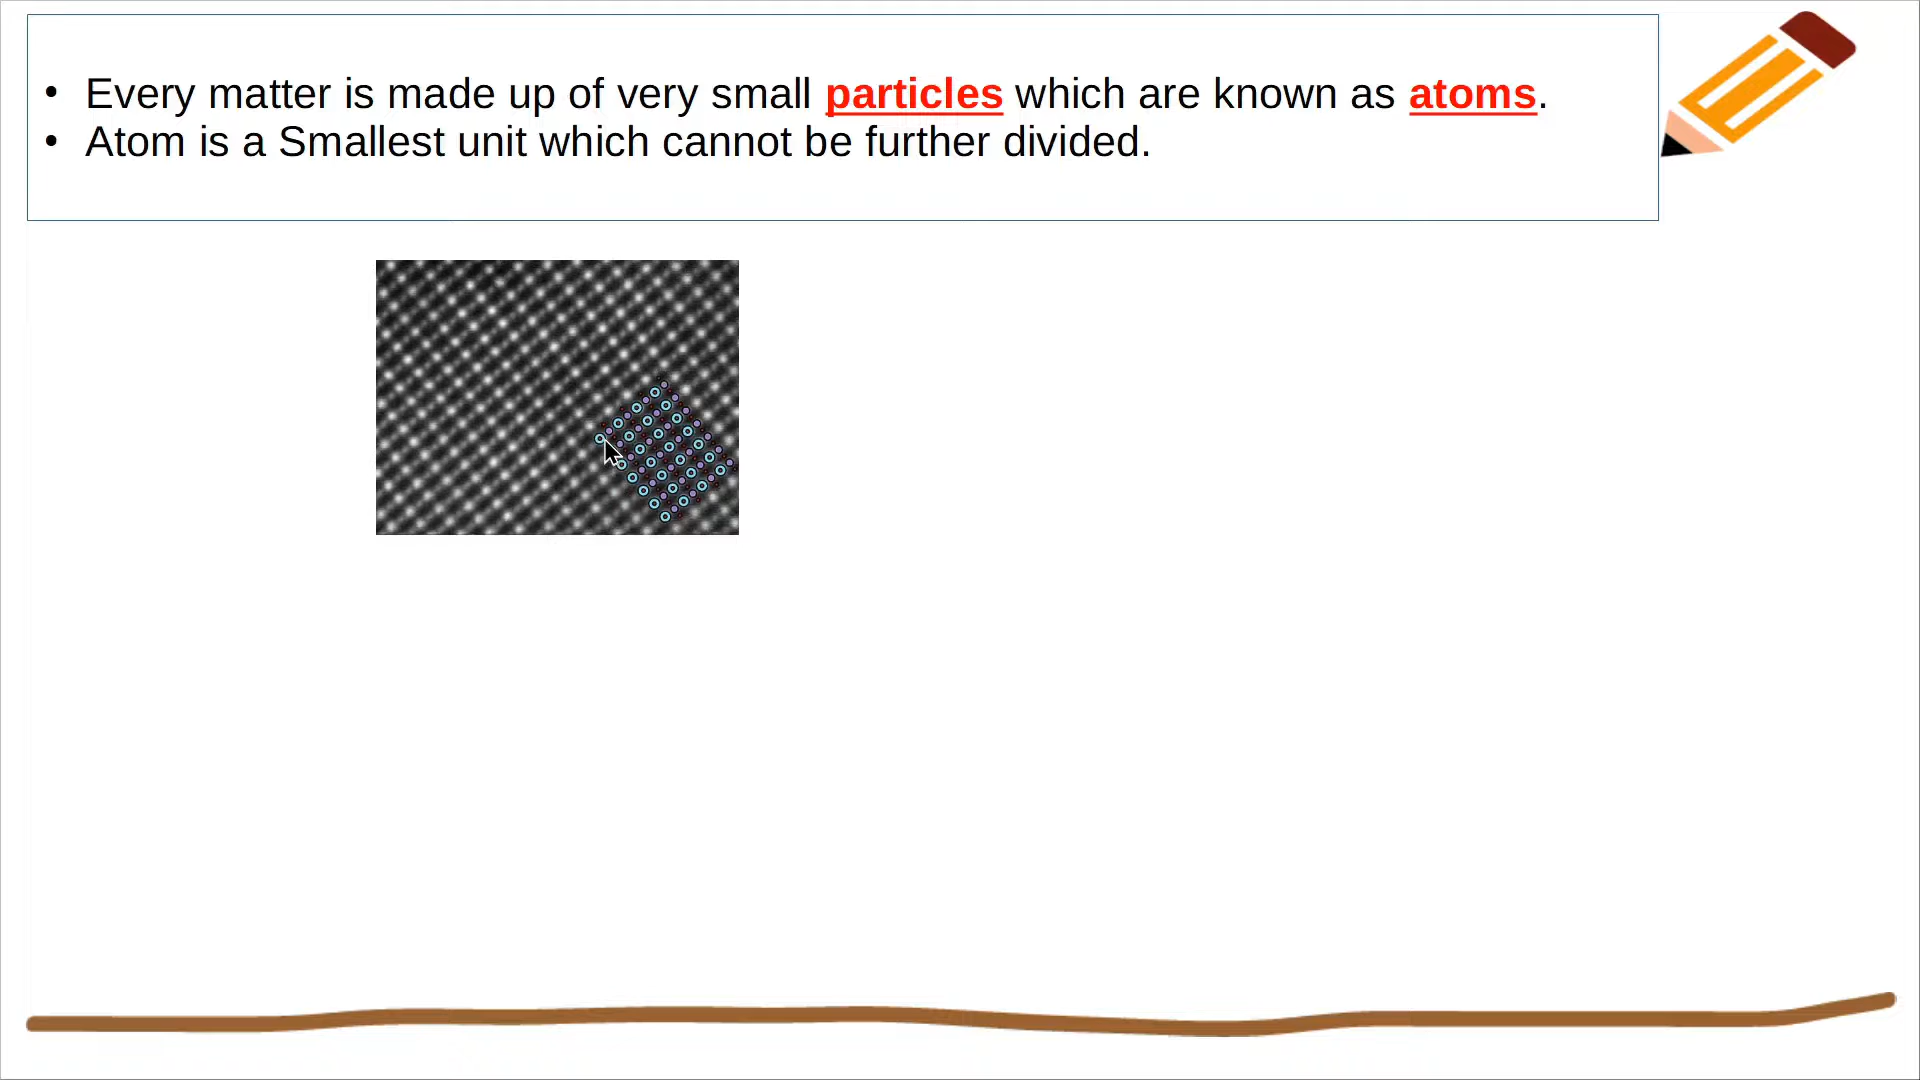 • Every matter is made up of very small particles which are known as atoms.
• Atom is a Smallest unit which cannot be further divided.